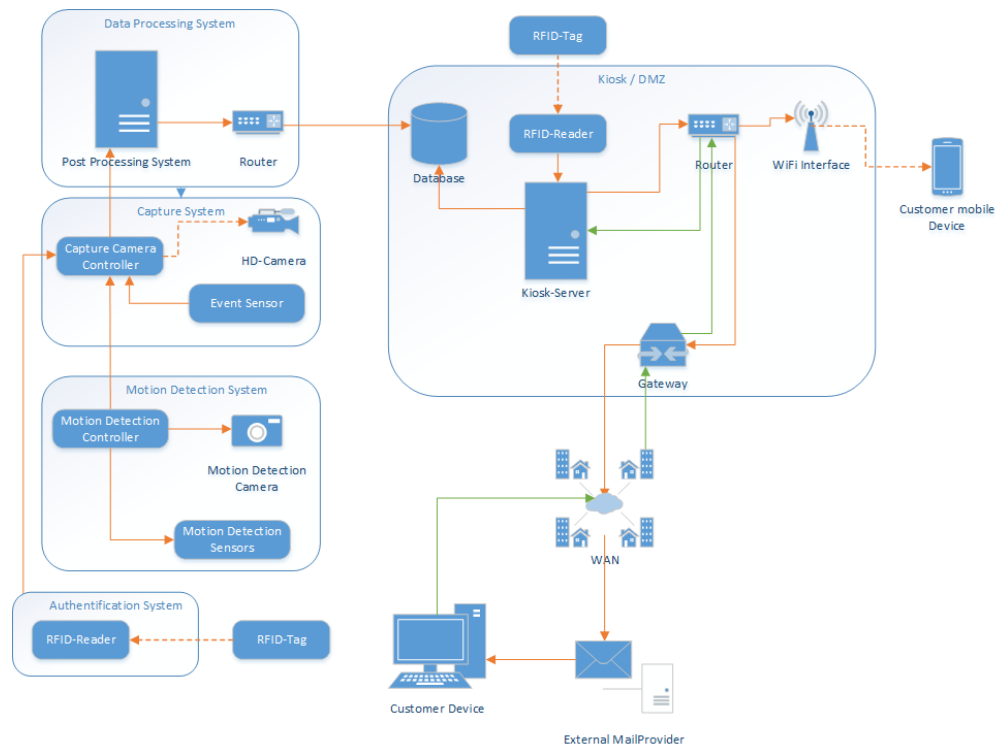 Data Processing System
Post Processing System
Router
Capture System
Capture Camera
Controller
HD-Camera
Event Sensor
Motion Detection System
Motion Detection
Controller
Motion Detection
Camera
Motion Detection
Sensors
Authentification System
RFID-Reader
RFID-Tag
RFID-Tag
Kiosk / DMZ
RFID-Reader
Database
Router
WiFi Interface
Kiosk-Server
Gateway
Customer mobile
Device
WAN
Customer Device
External MailProvider